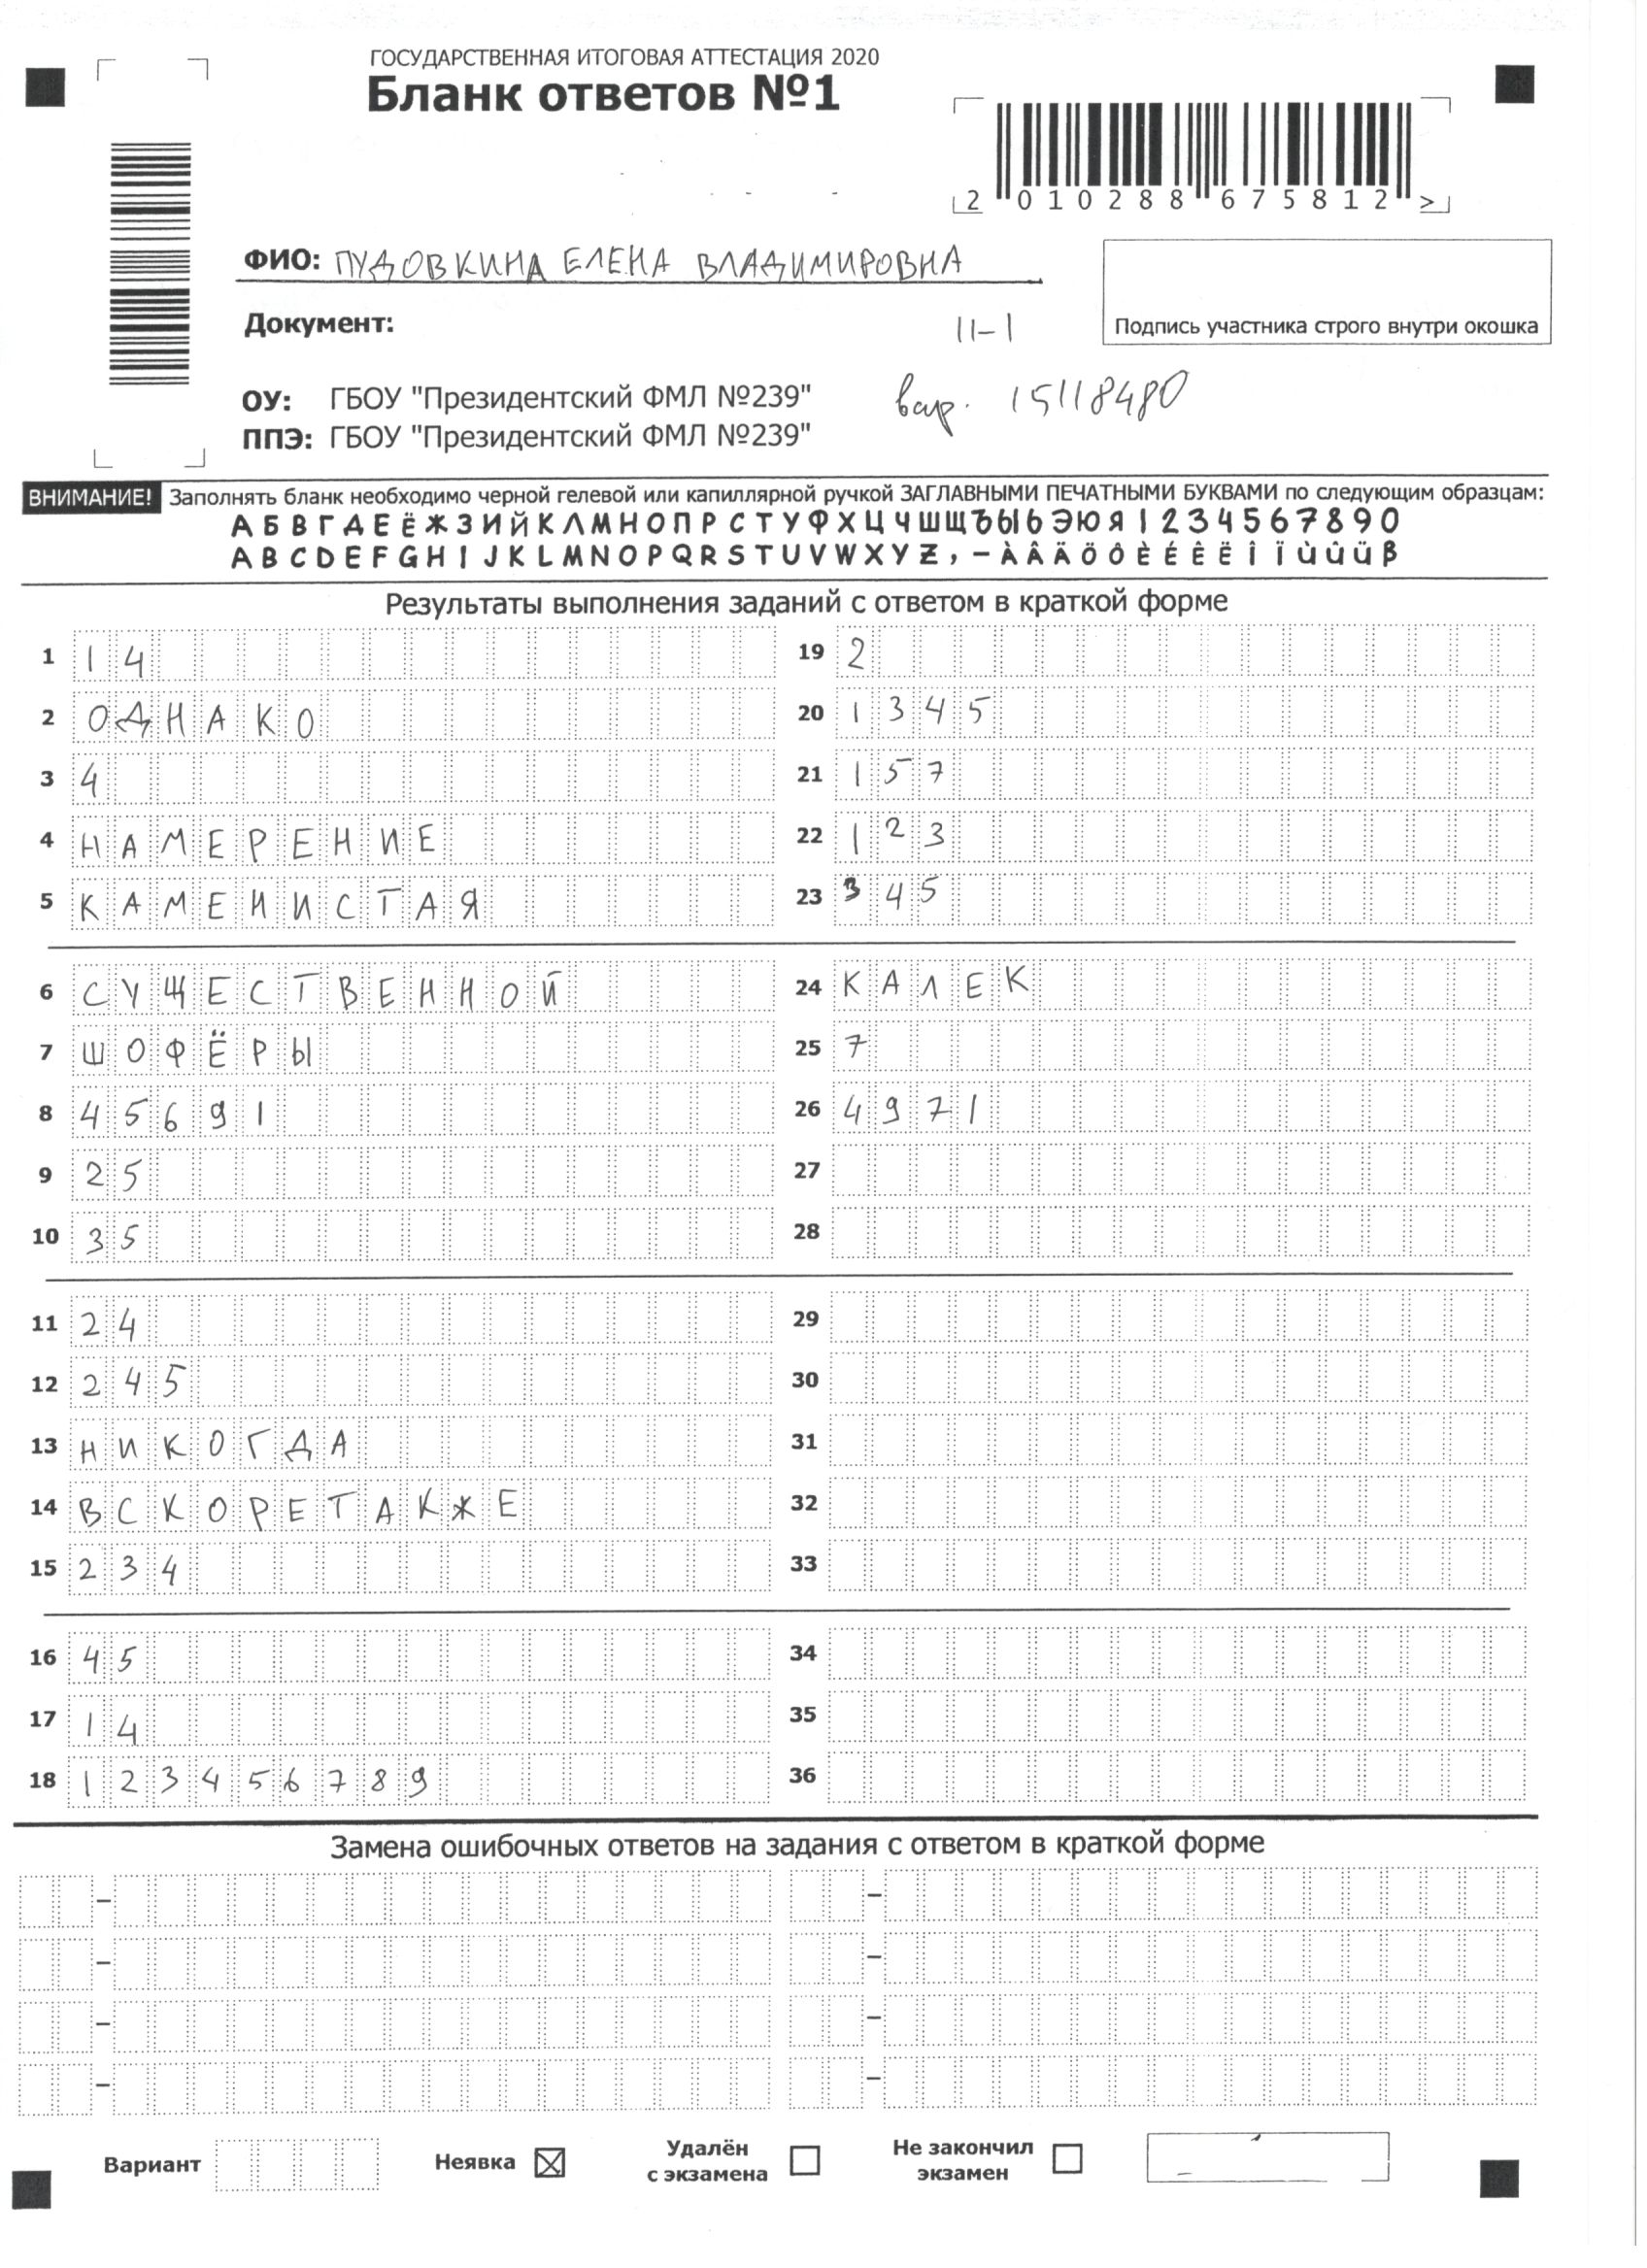 ГОСУДАРСТВЕННАЯ ИТОГОВАЯ АТТЕСТАЦИЯ 2020
Бланк ответов №1
2 010288 675812 >
ФИО: ПУДОВКИНА ЕЛЕНА ВЛАДИМИРОВНА
Документ:
11-1
Подпись участника строго внутри окошка
ОУ: ГБОУ "Президентский ФМЛ №239"
вар. 15118480
ППЭ: ГБОУ "Президентский ФМЛ №239"
ВНИМАНИЕ! Заполнять бланк необходимо черной гелевой или капиллярной ручкой ЗАГЛАВНЫМИ ПЕЧАТНЫМИ БУКВАМИ по следующим образцам:
А Б В Г Д Е Ё Ж З И Й К Л М Н О П Р С Т У Ф Х Ц Ч Ш Щ Ъ Ы Ь Э Ю Я 1 2 3 4 5 6 7 8 9 0
A B C D E F G H I J K L M N O P Q R S T U V W X Y Z , - À Â Ä Ö Ô È É Ê Ë Î Ï Ù Û Ü β
Результаты выполнения заданий с ответом в краткой форме
1 14
2 ОДНАКО
3 4
4 НАМЕРЕНИЕ
5 КАМЕНИСТАЯ
6 СУЩЕСТВЕННОЙ
7 ШОФЁРЫ
8 45691
9 25
10 35
11 24
12 245
13 НИКОГДА
14 ВСКОРЕТАКЖЕ
15 234
16 45
17 14
18 123456789
19 2
20 1345
21 157
22 123
23 345
24 КАЛЕК
25 7
26 4971
27
28
29
30
31
32
33
34
35
36
Замена ошибочных ответов на задания с ответом в краткой форме
Вариант
Неявка
Удалён с экзамена
Не закончил экзамен